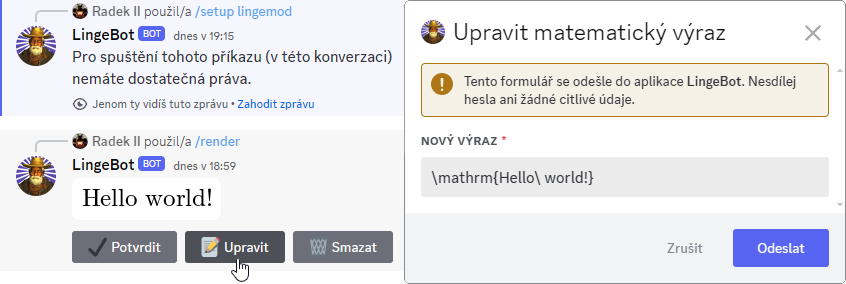 Radek II použil/a /setup lingemod
LingeBot BOT dnes v 19:15
Pro spuštění tohoto příkazu (v této konverzaci)
nemáte dostatečná práva.
Jenom ty vidíš tuto zprávu • Zahodit zprávu
Radek II použil/a /render
LingeBot BOT dnes v 18:59
Hello world!
Potvrdit Upravit Smazat
Upravit matematický výraz
Tento formulář se odešle do aplikace LingeBot. Nesdílej
hesla ani žádné citlivé údaje.
NOVÝ VÝRAZ *
\mathrm{Hello\ world!}
Zrušit Odeslat